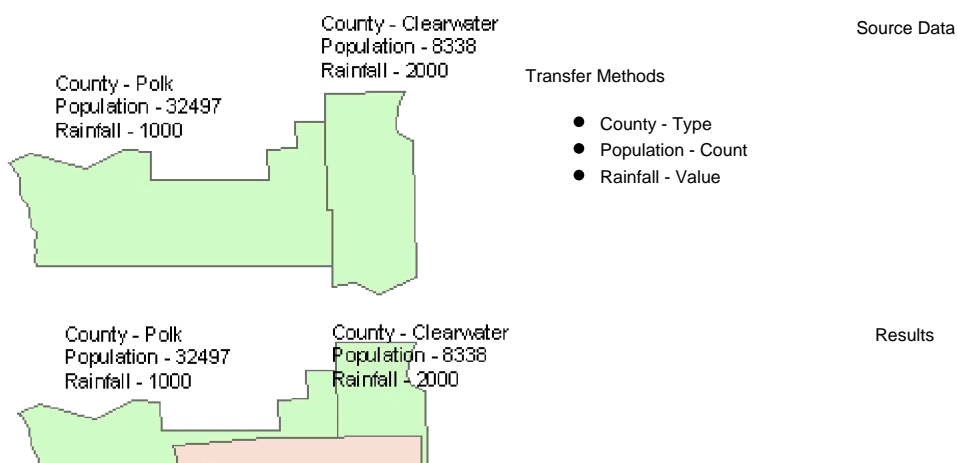 County - Clearwater
Population - 8338
Rainfall - 2000
Source Data
County - Polk
Population - 32497
Rainfall - 1000
Transfer Methods
● County - Type
● Population - Count
● Rainfall - Value
County - Polk
Population - 32497
Rainfall - 1000
County - Clearwater
Population - 8338
Rainfall - 2000
Results